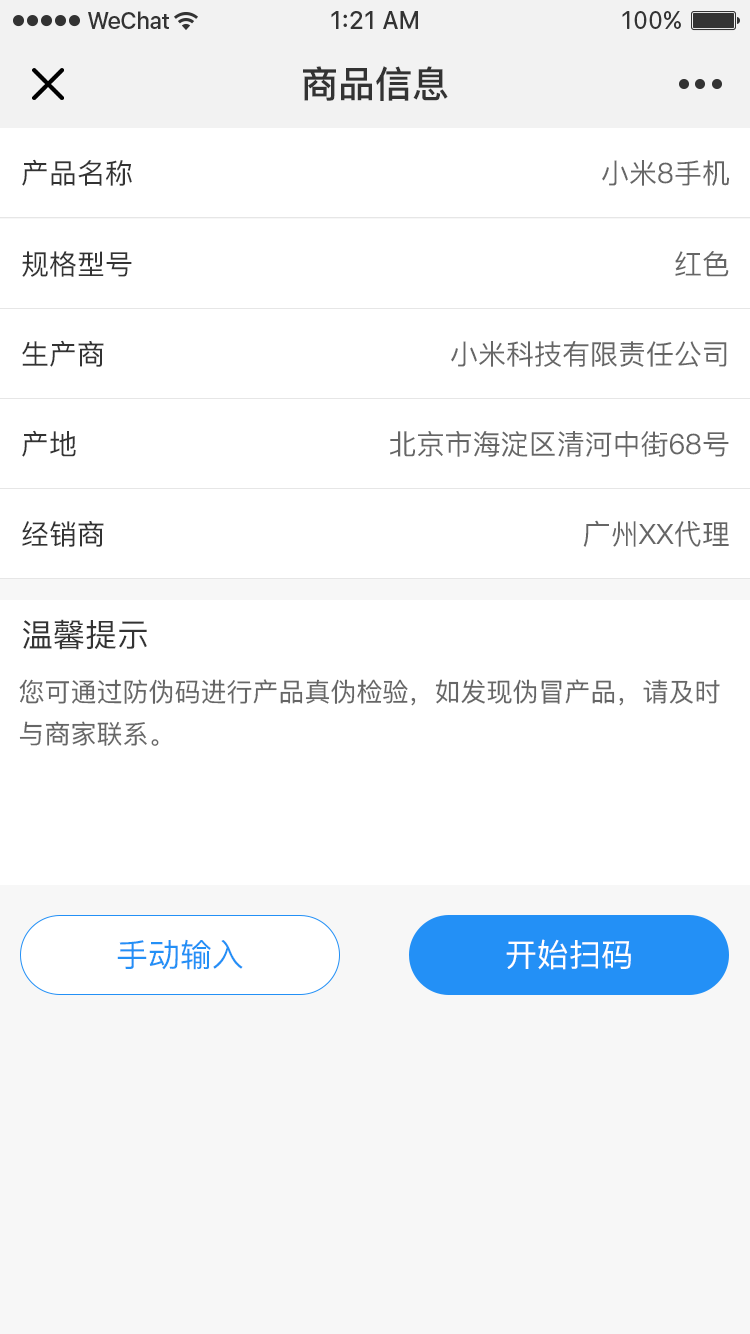 WeChat 1:21 AM 100%
商品信息
产品名称 小米8手机
规格型号 红色
生产商 小米科技有限责任公司
产地 北京市海淀区清河中街68号
经销商 广州XX代理
温馨提示
您可通过防伪码进行产品真伪检验，如发现伪冒产品，请及时
与商家联系。
手动输入 开始扫码